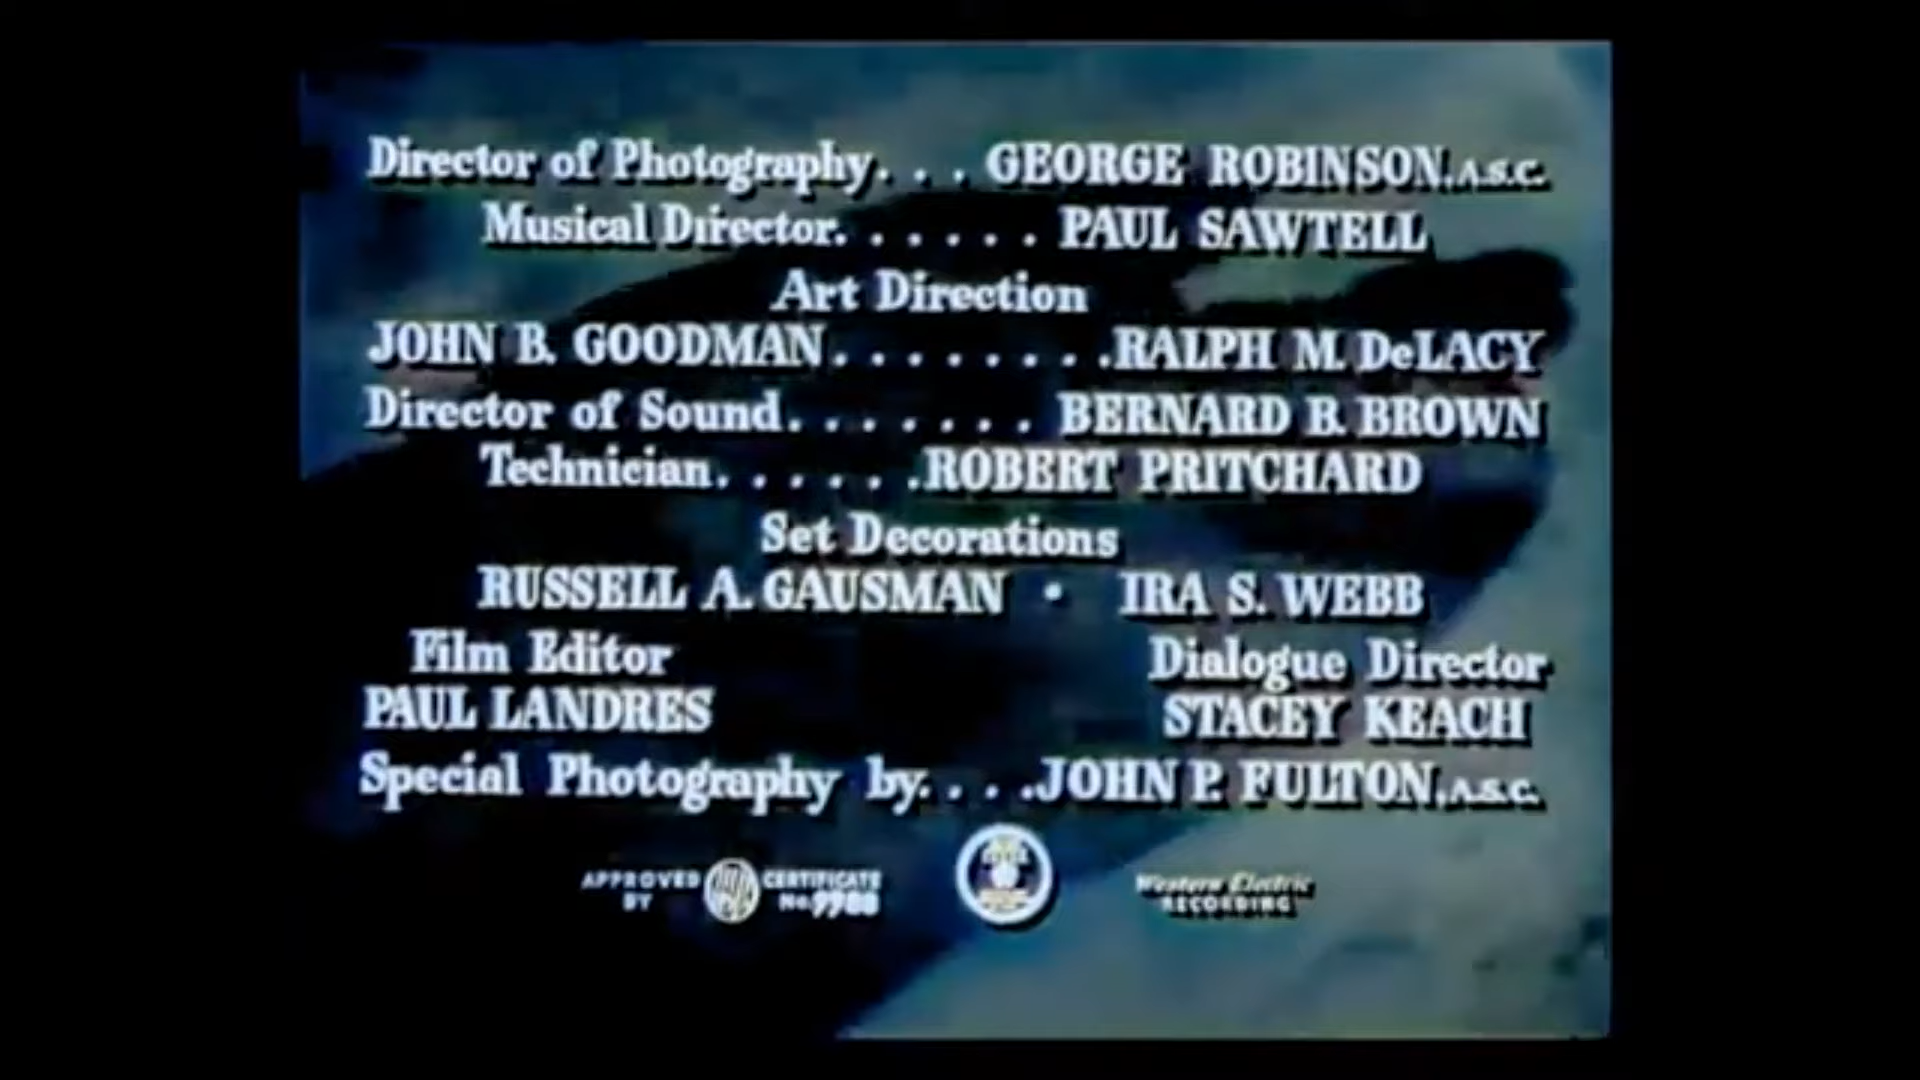 Director of Photography. . . GEORGE ROBINSON, A.S.C.
Musical Director. . . . . . PAUL SAWTELL
Art Direction
JOHN B. GOODMAN. . . . . . . . .RALPH M. DeLACY
Director of Sound. . . . . . . BERNARD B. BROWN
Technician. . . . . . .ROBERT PRITCHARD
Set Decorations
RUSSELL A. GAUSMAN • IRA S. WEBB
Film Editor
PAUL LANDRES
Dialogue Director
STACEY KEACH
Special Photography by. . . .JOHN P. FULTON, A.S.C.
APPROVED BY
CERTIFICATE No.
Western Electric
RECORDING